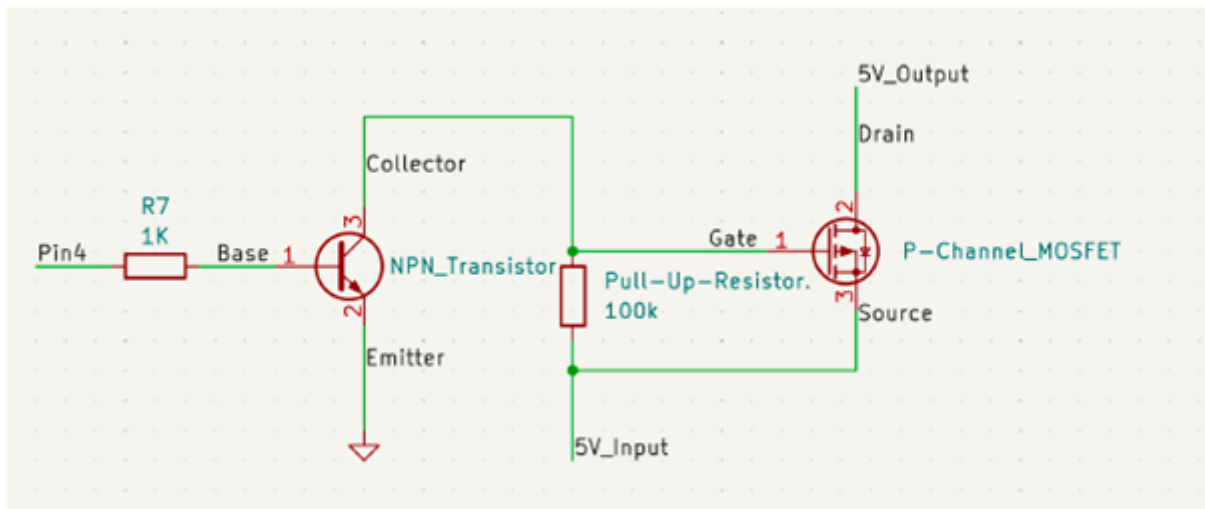 5V_Output
Drain
Collector
R7
1K
3
2
Pin4
Base
1
NPN_Transistor
Gate
1
P-Channel_MOSFET
Pull-Up-Resistor.
100k
2
3
Source
Emitter
5V_Input